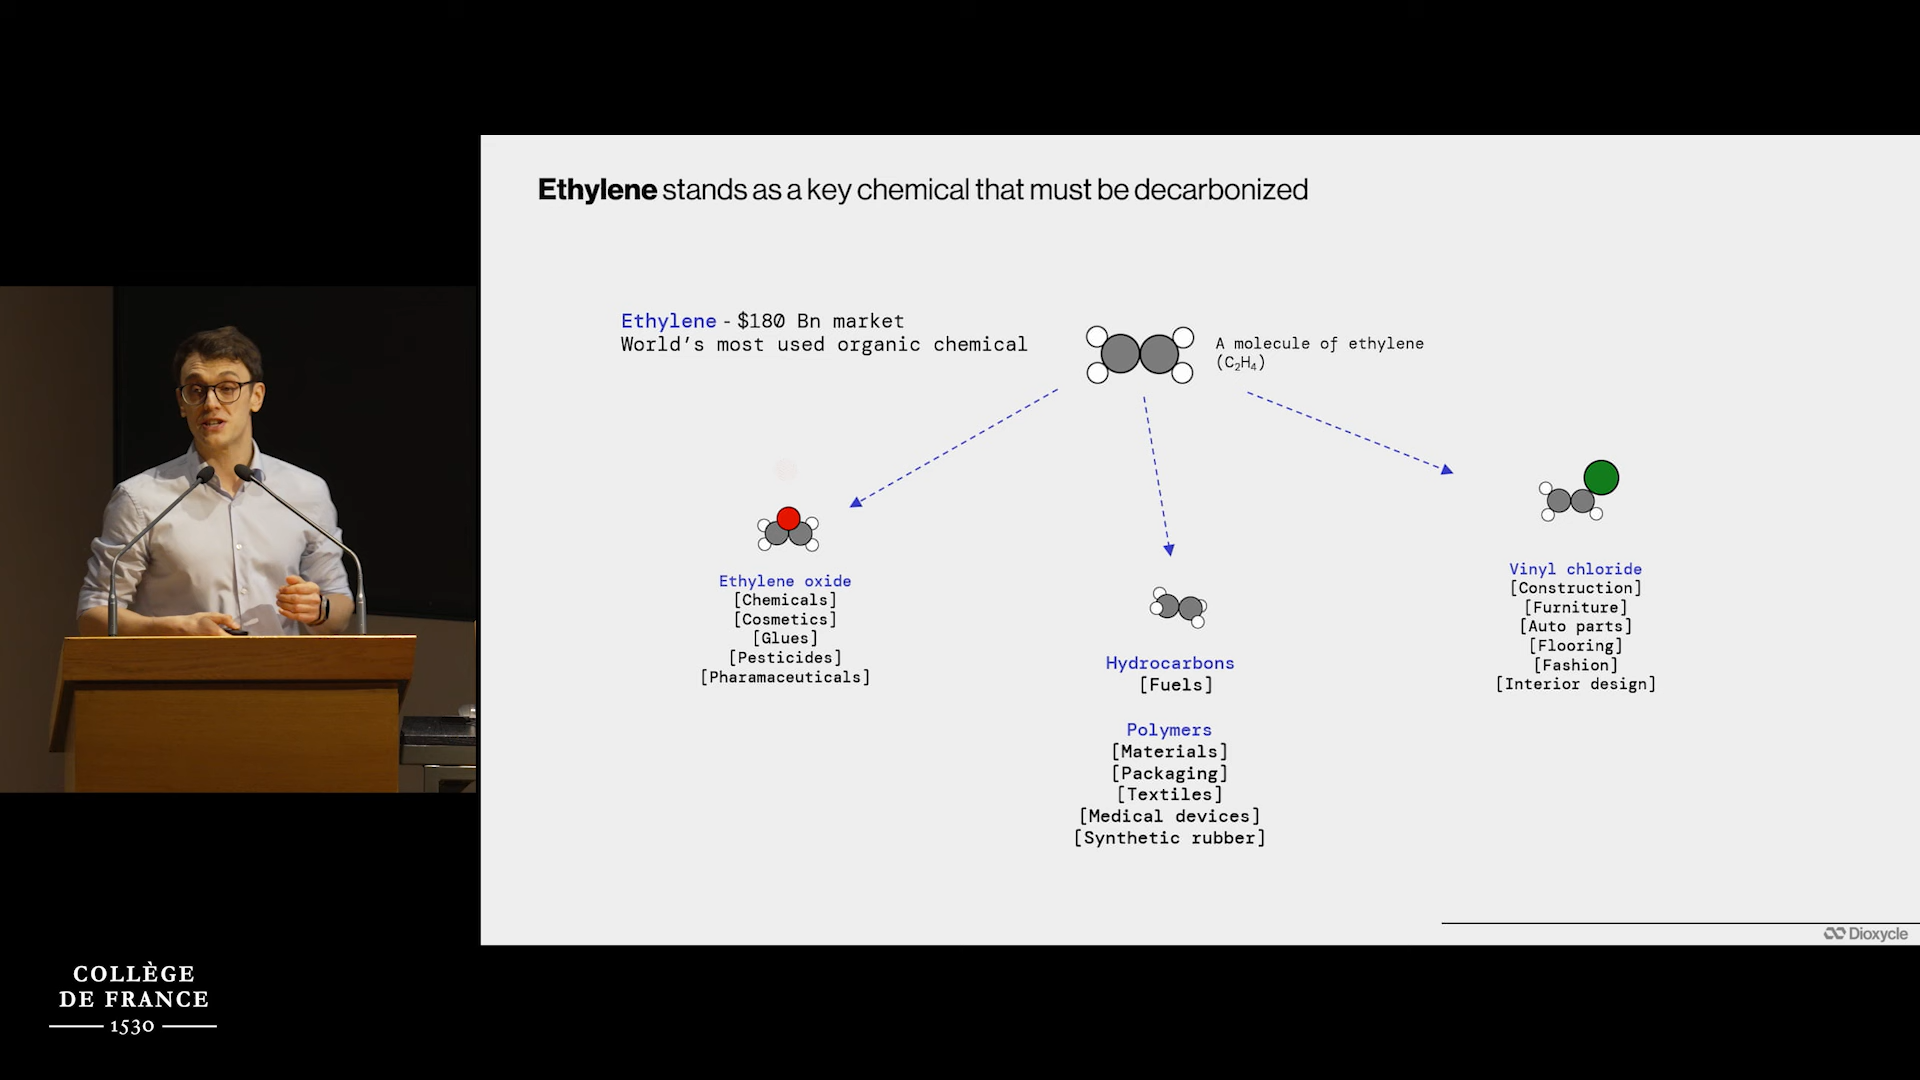 Ethylene stands as a key chemical that must be decarbonized
Ethylene - $180 Bn market
World's most used organic chemical
A molecule of ethylene
(C₂H₄)
Ethylene oxide
[Chemicals]
[Cosmetics]
[Glues]
[Pesticides]
[Pharamaceuticals]
Hydrocarbons
[Fuels]
Polymers
[Materials]
[Packaging]
[Textiles]
[Medical devices]
[Synthetic rubber]
Vinyl chloride
[Construction]
[Furniture]
[Auto parts]
[Flooring]
[Fashion]
[Interior design]
Dioxycle
COLLÈGE
DE FRANCE
1530